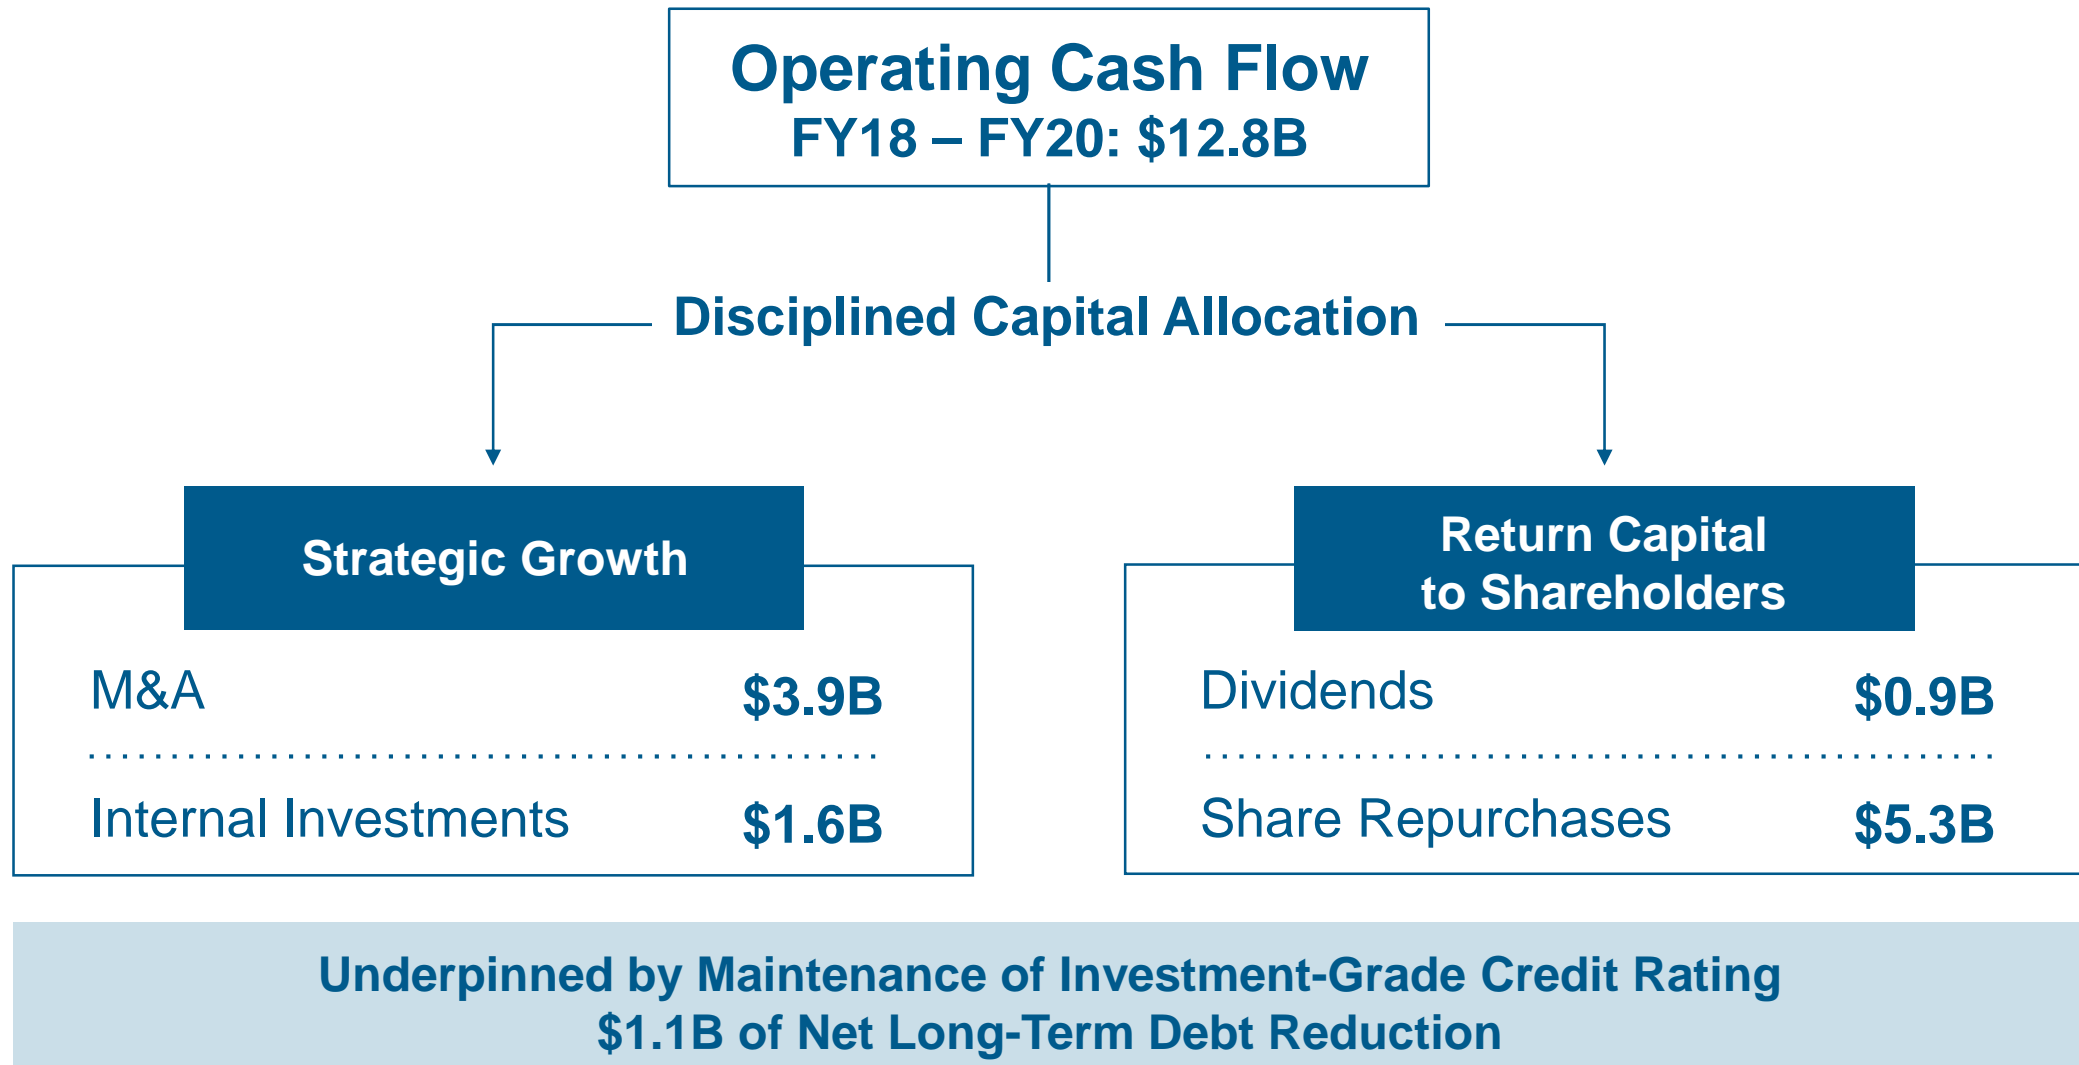 Operating Cash Flow
FY18 – FY20: $12.8B
Disciplined Capital Allocation
Strategic Growth
M&A $3.9B
Internal Investments $1.6B
Return Capital
to Shareholders
Dividends $0.9B
Share Repurchases $5.3B
Underpinned by Maintenance of Investment-Grade Credit Rating
$1.1B of Net Long-Term Debt Reduction